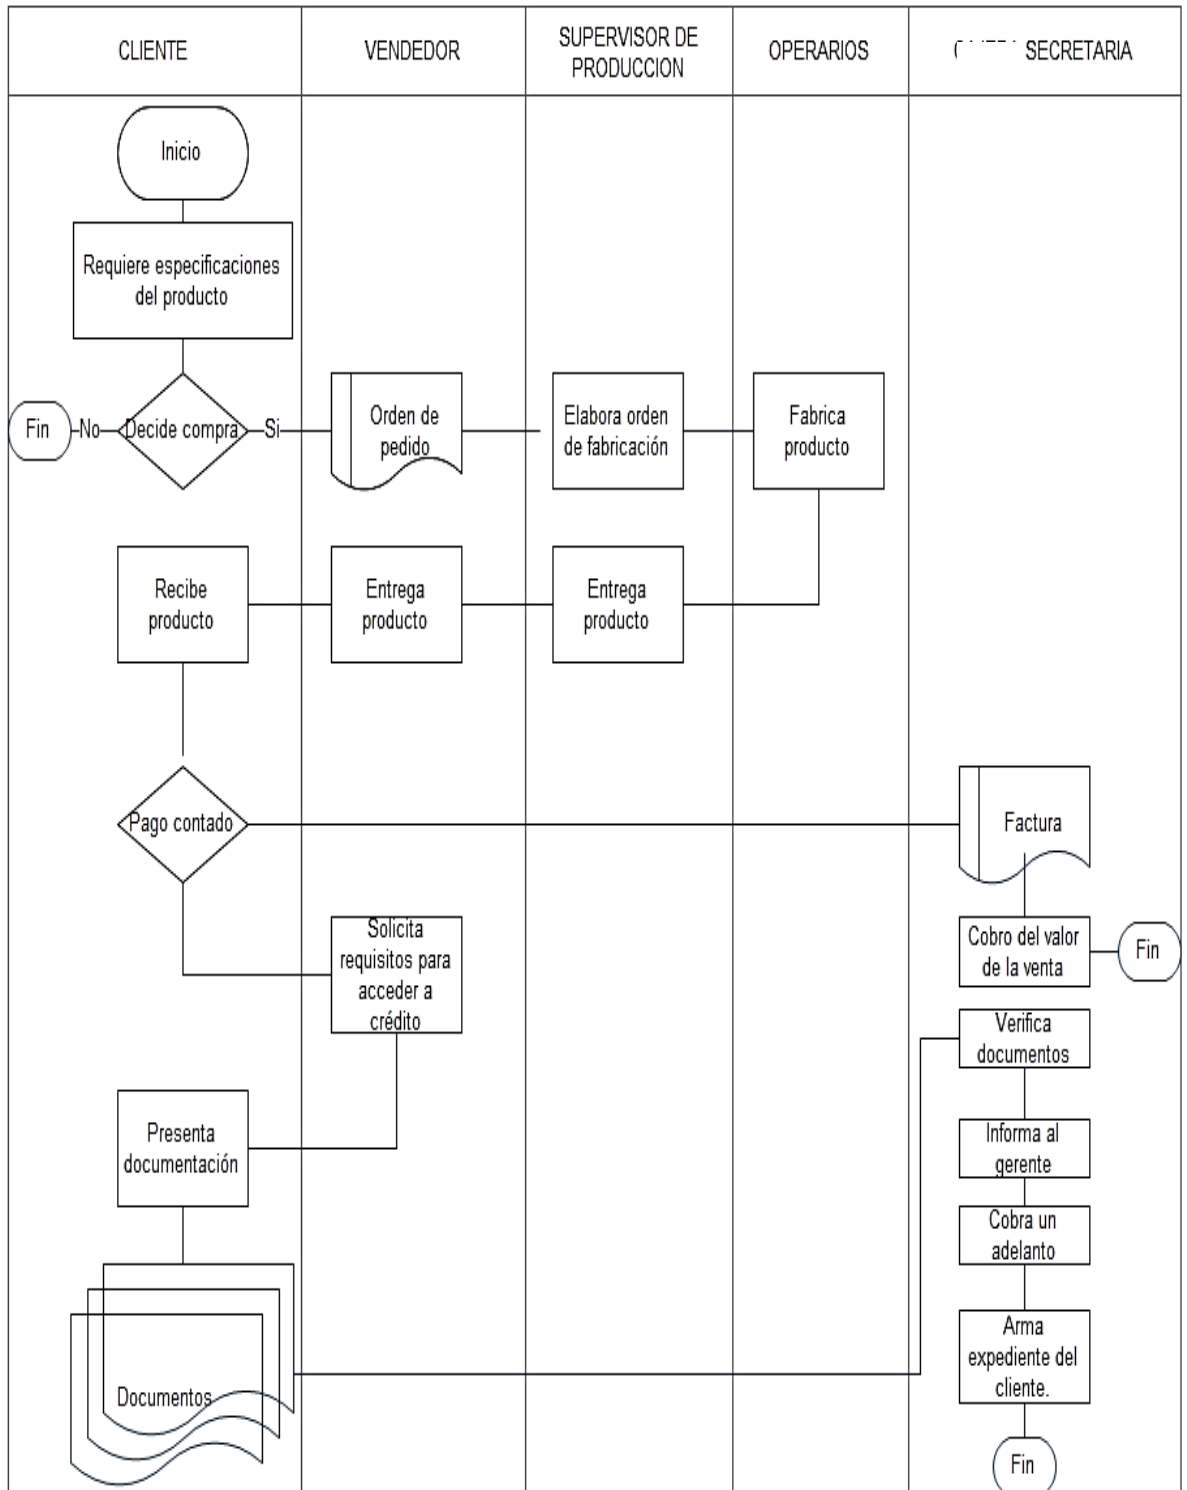 CLIENTE
VENDEDOR
SUPERVISOR DE
PRODUCCION
OPERARIOS
SECRETARIA
Inicio
Requiere especificaciones
del producto
Fin
No
Decide compra
Si
Orden de
pedido
Elabora orden
de fabricación
Fabrica
producto
Recibe
producto
Entrega
producto
Entrega
producto
Pago contado
Factura
Solicita
requisitos para
acceder a
crédito
Cobro del valor
de la venta
Fin
Verifica
documentos
Presenta
documentación
Informa al
gerente
Cobra un
adelanto
Documentos
Arma
expediente del
cliente.
Fin